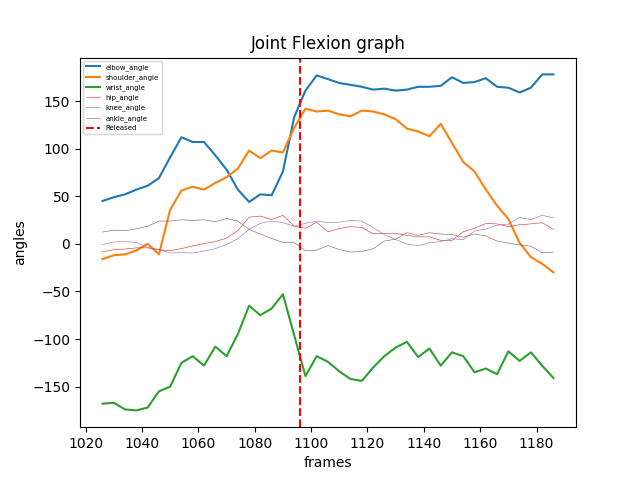 Joint Flexion graph
elbow_angle
shoulder_angle
wrist_angle
hip_angle
knee_angle
ankle_angle
Released
150
100
50
0
−50
−100
−150
angles
1020 1040 1060 1080 1100 1120 1140 1160 1180
frames